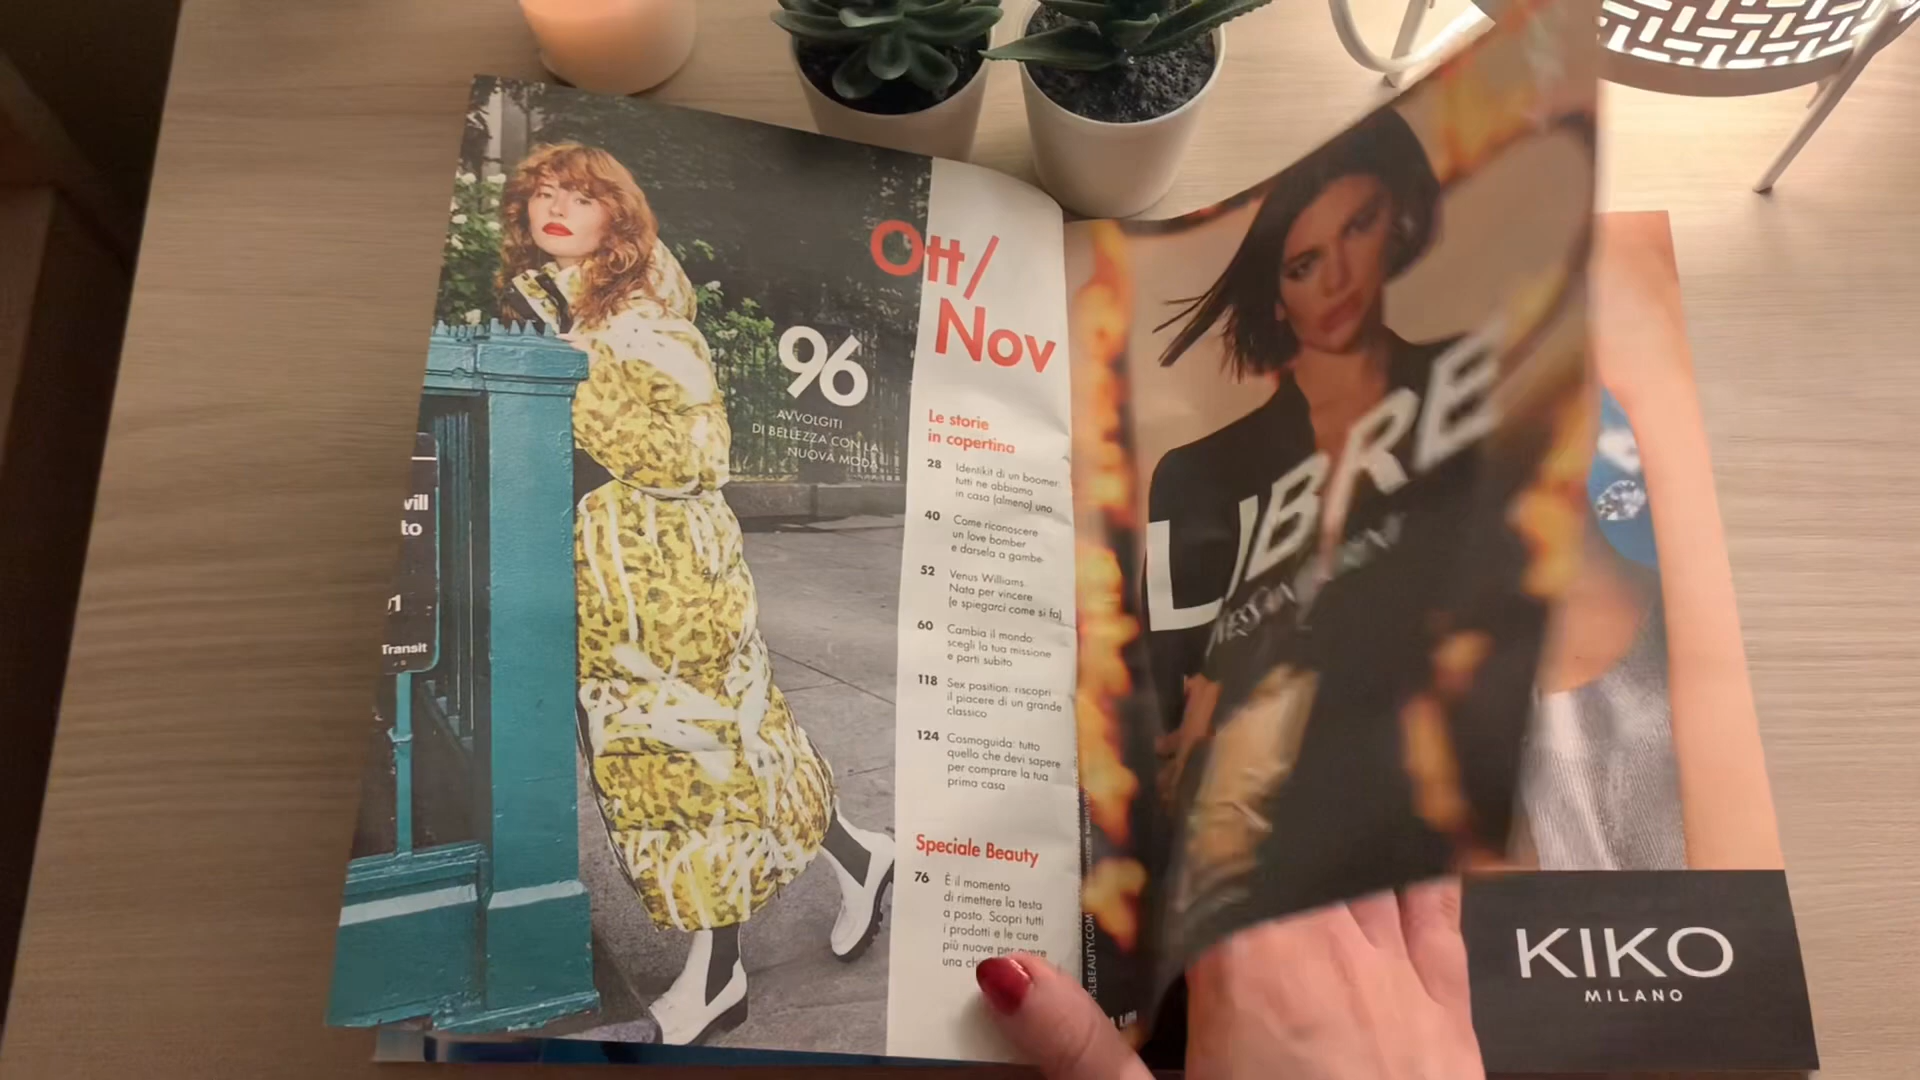 Ott/
Nov
96
AVVOLGITI
DI BELLEZZA CON LA
NUOVA MODA
vill
to
Transit
Le storie
in copertina
28 Identikit di un boomer:
tutti ne abbiamo
in casa (almeno) uno
40 Come riconoscere
un love bomber
e darsela a gambe
52 Venus Williams.
Nata per vincere
(e spiegarci come si fa)
60 Cambia il mondo:
scegli la tua missione
e parti subito
118 Sex position: riscopri
il piacere di un grande
classico
124 Cosmoguida: tutto
quello che devi sapere
per comprare la tua
prima casa
Speciale Beauty
76 È il momento
di rimettere la testa
a posto. Scopri tutti
i prodotti e le cure
più nuove per avere
una
LIBRE
YSLBEAUTY.COM
KIKO
MILANO